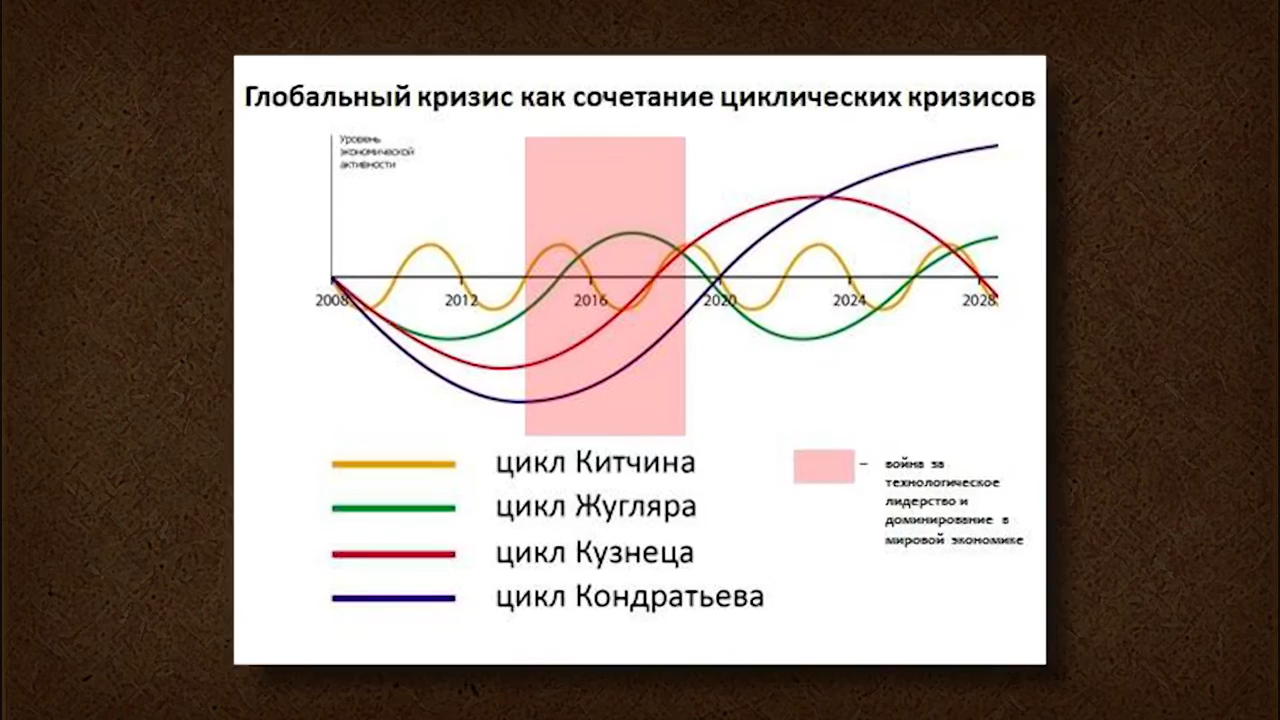 Глобальный кризис как сочетание циклических кризисов
Уровень
экономической
активности
2008
2012
2016
2020
2024
2028
цикл Китчина
цикл Жугляра
цикл Кузнеца
цикл Кондратьева
– война за
технологическое
лидерство и
доминирование в
мировой экономике